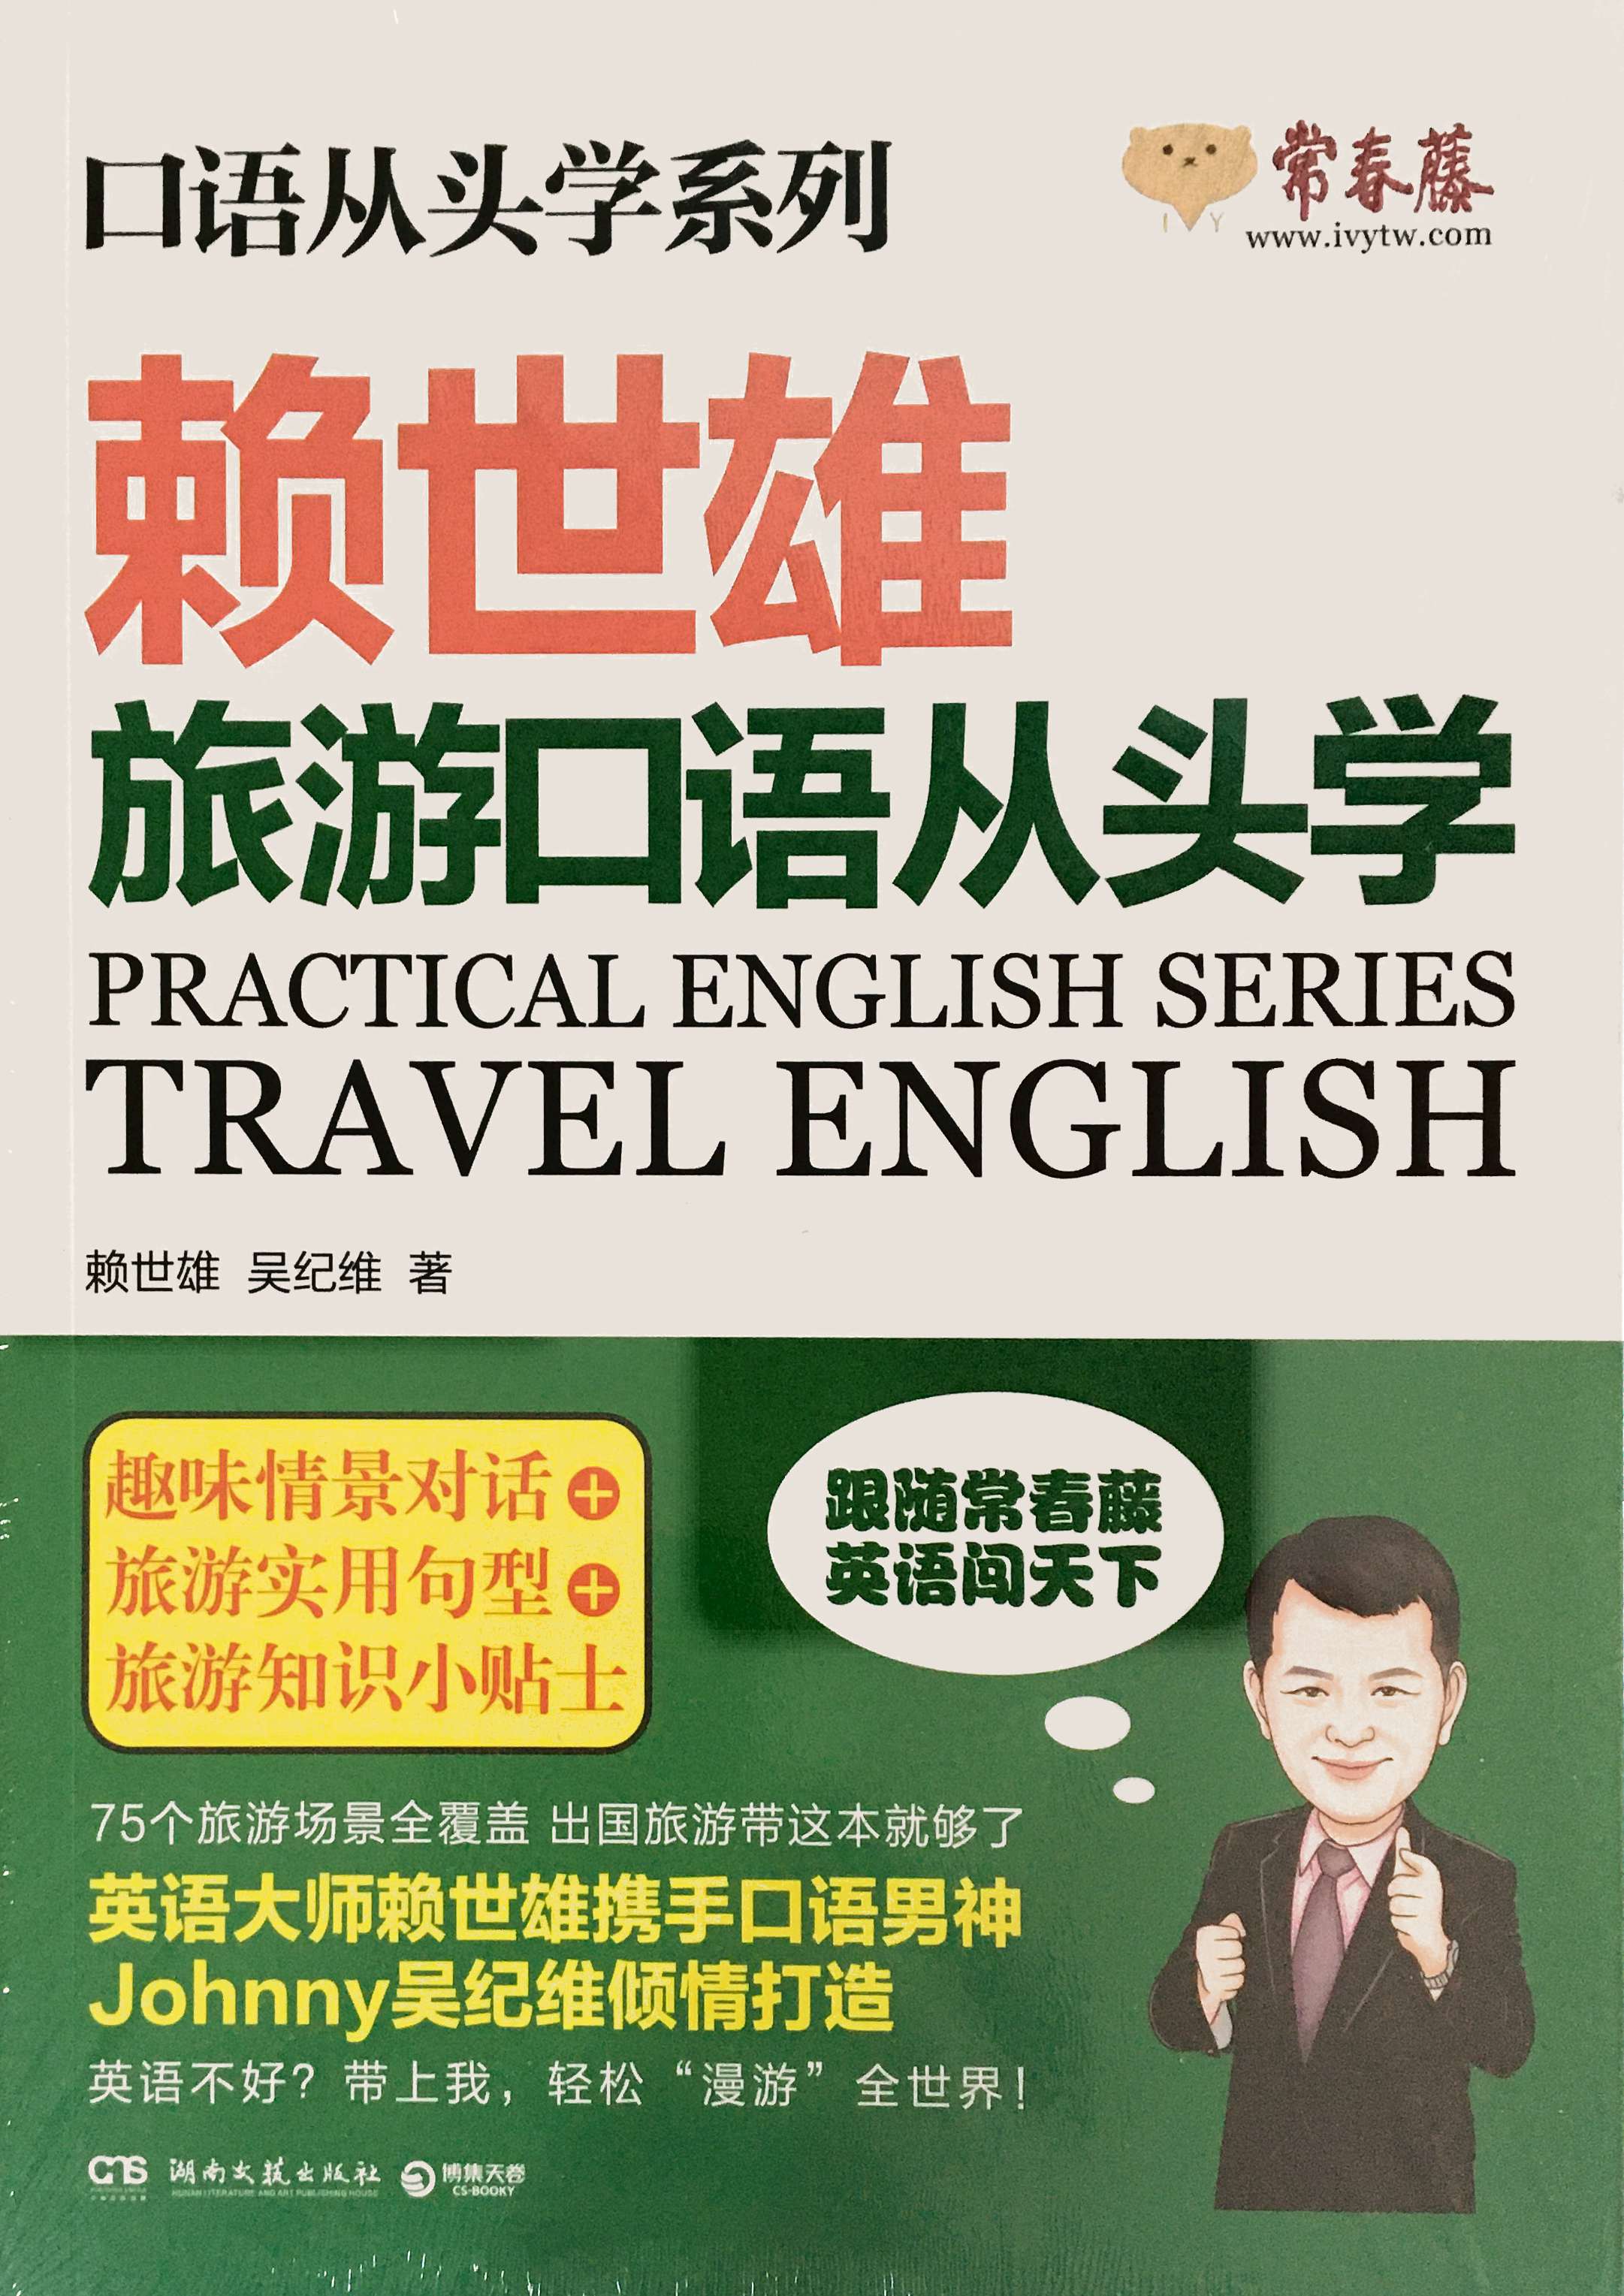 口语从头学系列
常春藤
I V Y
www.ivytw.com
赖世雄
旅游口语从头学
PRACTICAL ENGLISH SERIES
TRAVEL ENGLISH
赖世雄 吴纪维 著
趣味情景对话+
旅游实用句型+
旅游知识小贴士
跟随常春藤
英语闯天下
75个旅游场景全覆盖 出国旅游带这本就够了
英语大师赖世雄携手口语男神
Johnny吴纪维倾情打造
英语不好?带上我,轻松“漫游”全世界!
湖南文艺出版社
HUNAN LITERATURE AND ART PUBLISHING HOUSE
博集天卷
CS-BOOKY